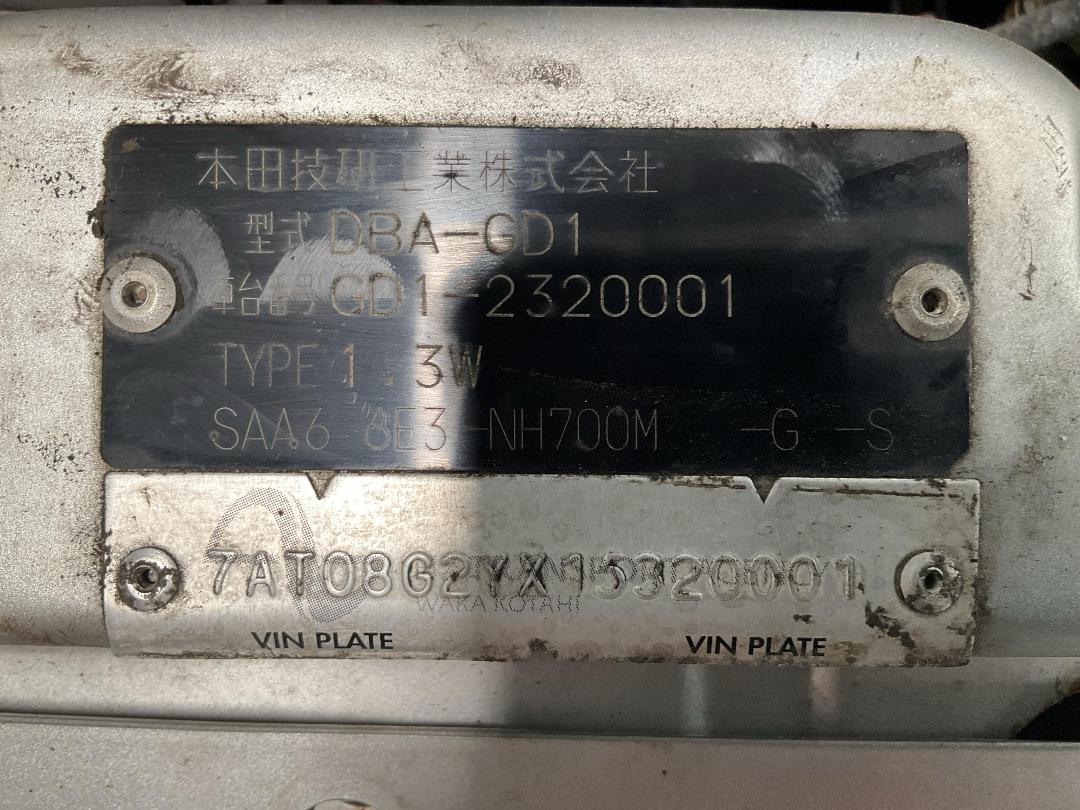 本田技研工業株式会社
型式 DBA-GD1
車台番号 GD1-2320001
TYPE 1.3W
SAA6 8E3-NH700M -G -S
7AT08G2YX15320001
WAKA KOTAHI
VIN PLATE VIN PLATE